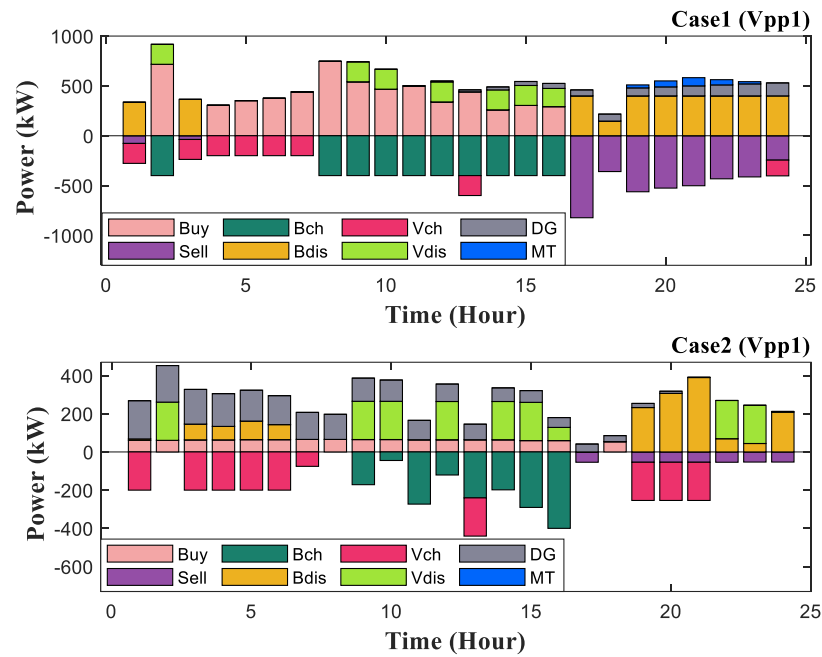 Case1 (Vpp1)
1000
500
0
-500
-1000
Power (kW)
Buy Bch Vch DG
Sell Bdis Vdis MT
0 5 10 15 20 25
Time (Hour)
Case2 (Vpp1)
400
200
0
-200
-400
-600
Power (kW)
Buy Bch Vch DG
Sell Bdis Vdis MT
0 5 10 15 20 25
Time (Hour)